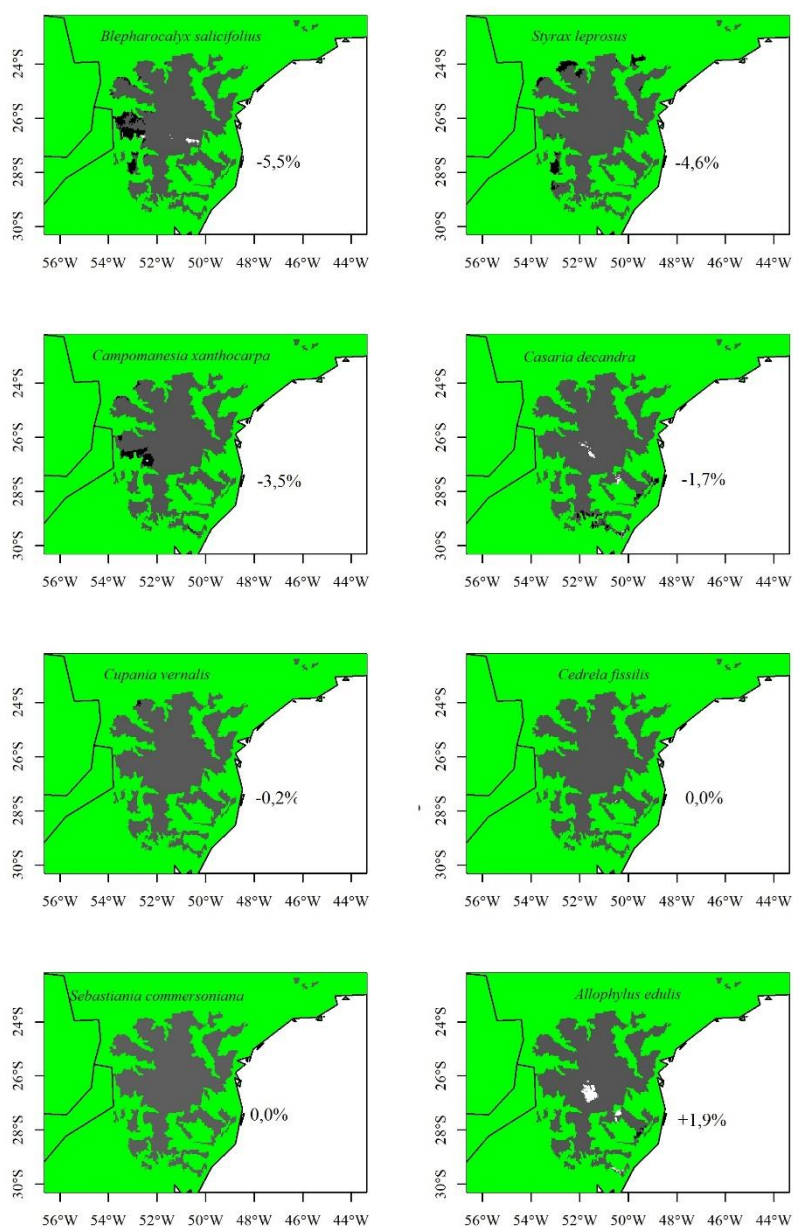 Blepharocalyx salicifolius
24°S
26°S
28°S
30°S
-5,5%
56°W 54°W 52°W 50°W 48°W 46°W 44°W
Styrax leprosus
24°S
26°S
28°S
30°S
-4,6%
56°W 54°W 52°W 50°W 48°W 46°W 44°W
Campomanesia xanthocarpa
24°S
26°S
28°S
30°S
-3,5%
56°W 54°W 52°W 50°W 48°W 46°W 44°W
Casaria decandra
24°S
26°S
28°S
30°S
-1,7%
56°W 54°W 52°W 50°W 48°W 46°W 44°W
Cupania vernalis
24°S
26°S
28°S
30°S
-0,2%
56°W 54°W 52°W 50°W 48°W 46°W 44°W
Cedrela fissilis
24°S
26°S
28°S
30°S
0,0%
56°W 54°W 52°W 50°W 48°W 46°W 44°W
Sebastiania commersoniana
24°S
26°S
28°S
30°S
0,0%
56°W 54°W 52°W 50°W 48°W 46°W 44°W
Allophylus edulis
24°S
26°S
28°S
30°S
+1,9%
56°W 54°W 52°W 50°W 48°W 46°W 44°W